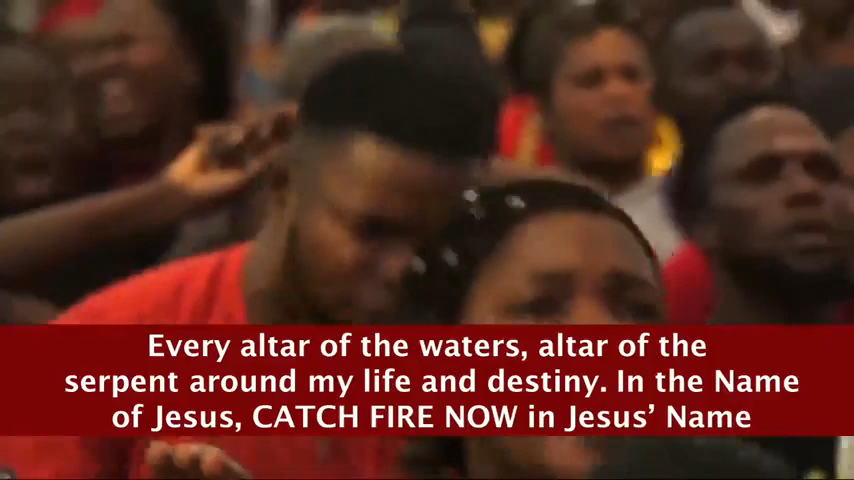 Every altar of the waters, altar of the
serpent around my life and destiny. In the Name
of Jesus, CATCH FIRE NOW in Jesus’ Name